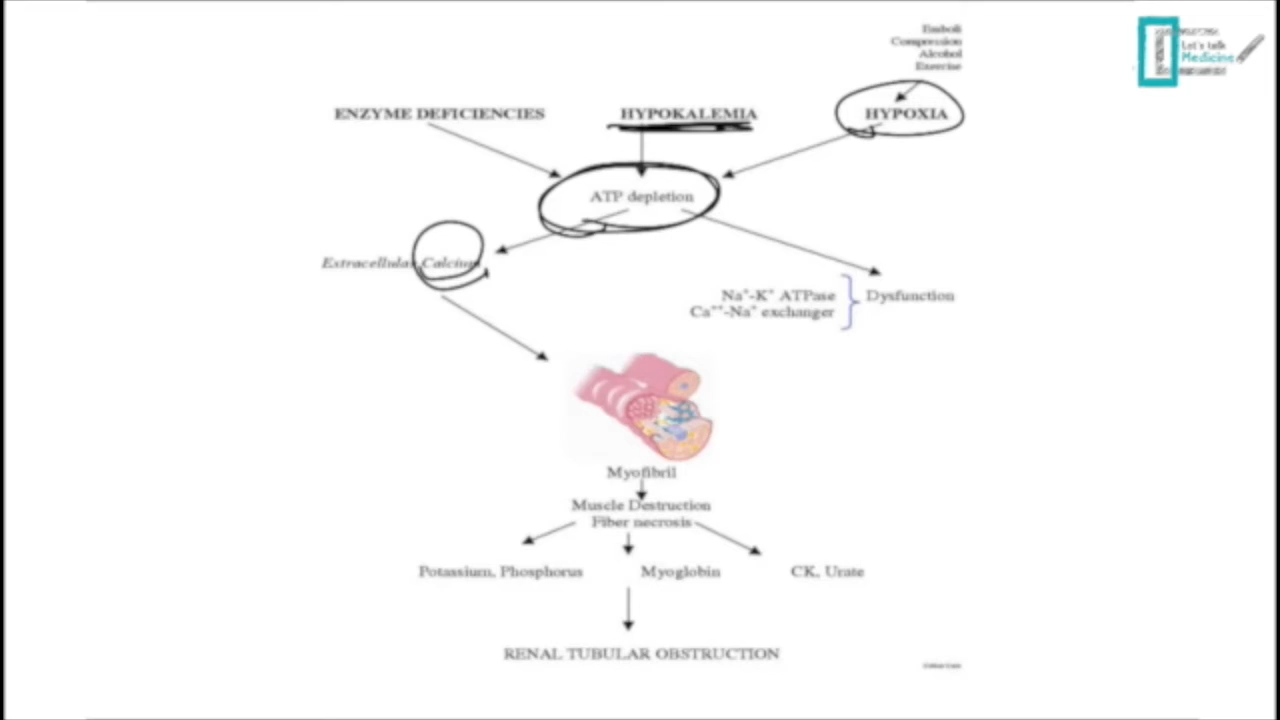 Emboli
Compression
Alcohol
Exercise
Let's talk
Medicine
ENZYME DEFICIENCIES
HYPOKALEMIA
HYPOXIA
ATP depletion
Extracellular Calcium
Na⁺-K⁺ ATPase
Ca⁺⁺-Na⁺ exchanger
Dysfunction
Myofibril
Muscle Destruction
Fiber necrosis
Potassium, Phosphorus
Myoglobin
CK, Urate
RENAL TUBULAR OBSTRUCTION